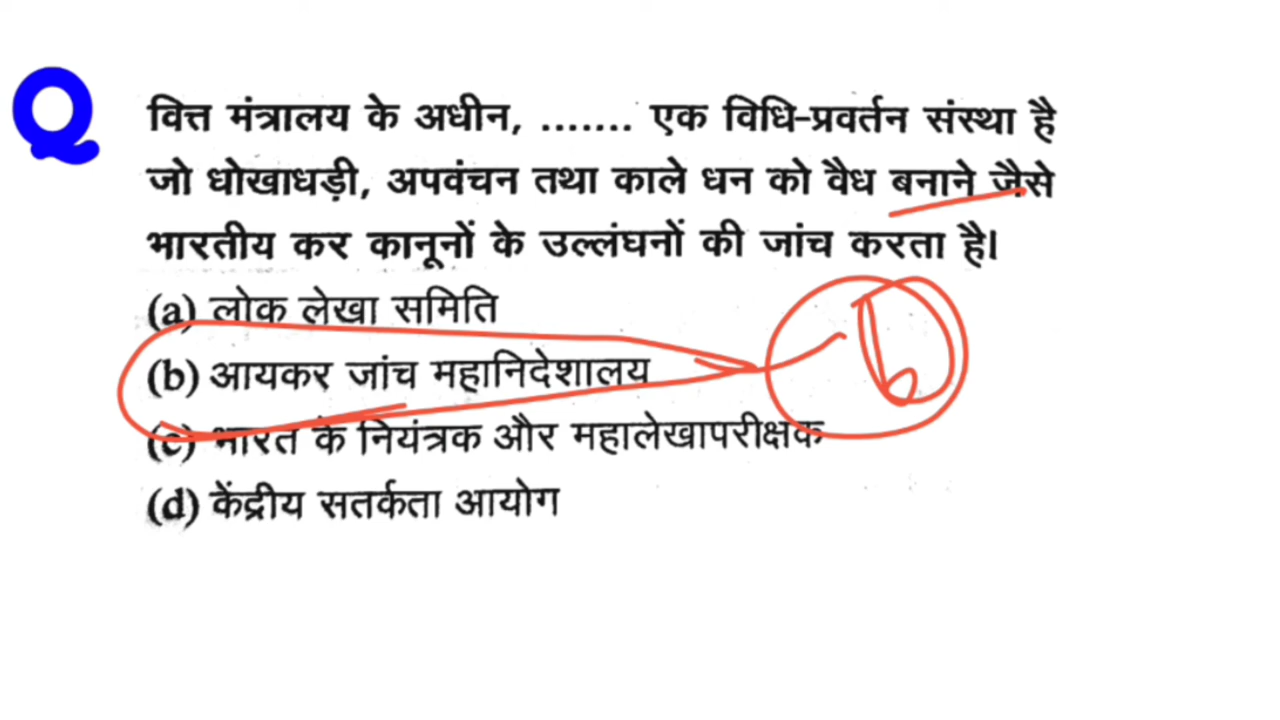 Q
वित्त मंत्रालय के अधीन, ....... एक विधि-प्रवर्तन संस्था है
जो धोखाधड़ी, अपवंचन तथा काले धन को वैध बनाने जैसे
भारतीय कर कानूनों के उल्लंघनों की जांच करता है।
(a) लोक लेखा समिति
(b) आयकर जांच महानिदेशालय
b
(c) भारत के नियंत्रक और महालेखापरीक्षक
(d) केंद्रीय सतर्कता आयोग